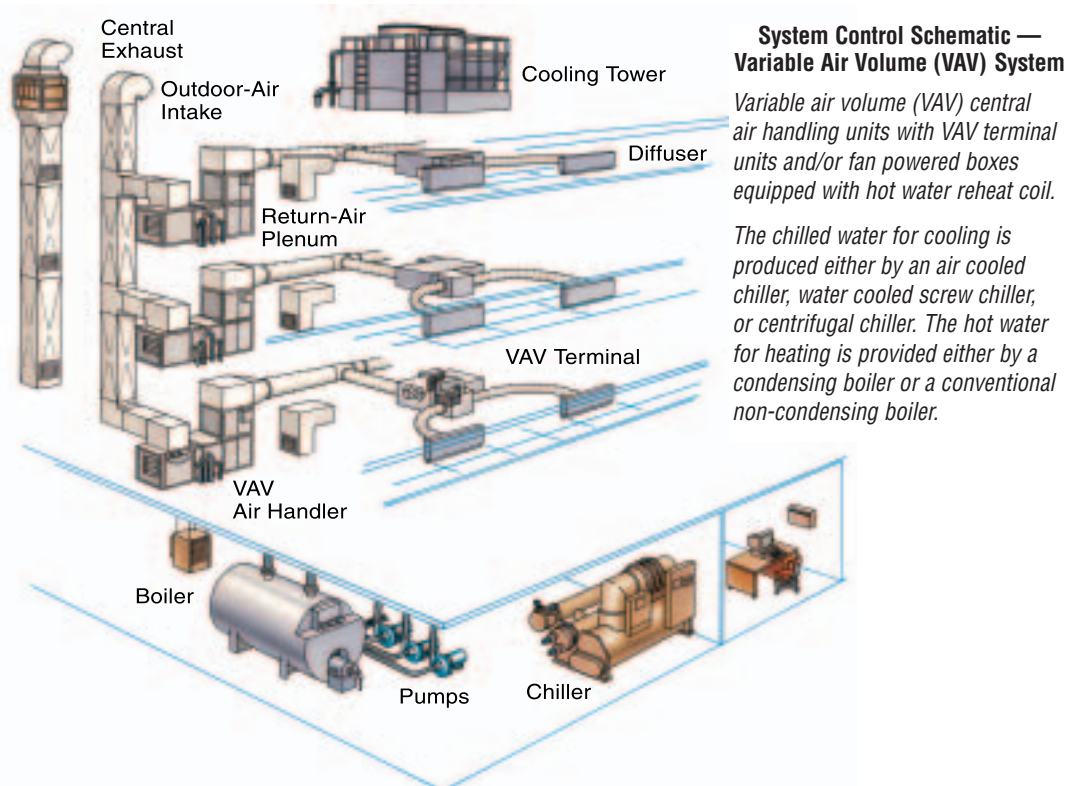 Central
Exhaust
Outdoor-Air
Intake
Cooling Tower
Diffuser
Return-Air
Plenum
VAV Terminal
VAV
Air Handler
Boiler
Pumps
Chiller
System Control Schematic —
Variable Air Volume (VAV) System
Variable air volume (VAV) central
air handling units with VAV terminal
units and/or fan powered boxes
equipped with hot water reheat coil.
The chilled water for cooling is
produced either by an air cooled
chiller, water cooled screw chiller,
or centrifugal chiller. The hot water
for heating is provided either by a
condensing boiler or a conventional
non-condensing boiler.